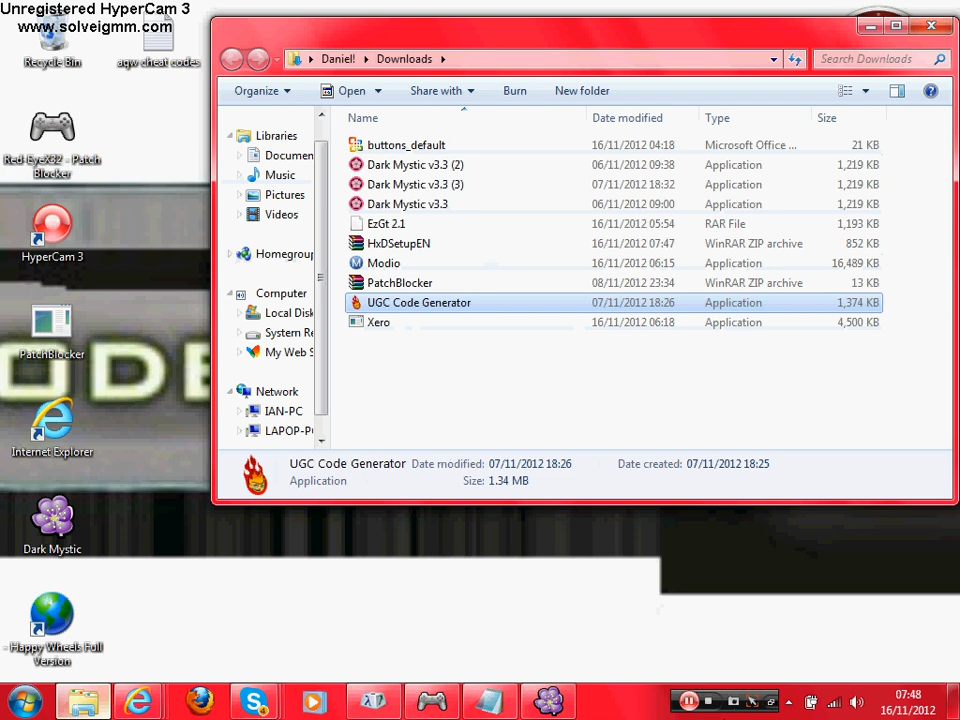 Unregistered HyperCam 3
www.solveigmm.com
Recycle Bin
aqw cheat codes
Red-EyeX32 - Patch
Blocker
HyperCam 3
PatchBlocker
Internet Explorer
Dark Mystic
- Happy Wheels Full
Version
Daniel!
Downloads
Search Downloads
Organize
Open
Share with
Burn
New folder
Name
Date modified
Type
Size
Libraries
Documen
Music
Pictures
Videos
Homegroup
Computer
Local Disk
System Re
My Web S
Network
IAN-PC
LAPOP-PC
buttons_default 16/11/2012 04:18 Microsoft Office ... 21 KB
Dark Mystic v3.3 (2) 06/11/2012 09:38 Application 1,219 KB
Dark Mystic v3.3 (3) 07/11/2012 18:32 Application 1,219 KB
Dark Mystic v3.3 06/11/2012 09:00 Application 1,219 KB
EzGt 2.1 16/11/2012 05:54 RAR File 1,193 KB
HxDSetupEN 16/11/2012 07:47 WinRAR ZIP archive 852 KB
Modio 16/11/2012 06:15 Application 16,489 KB
PatchBlocker 08/11/2012 23:34 WinRAR ZIP archive 13 KB
UGC Code Generator 07/11/2012 18:26 Application 1,374 KB
Xero 16/11/2012 06:18 Application 4,500 KB
UGC Code Generator Date modified: 07/11/2012 18:26 Date created: 07/11/2012 18:25
Application Size: 1.34 MB
07:48
16/11/2012